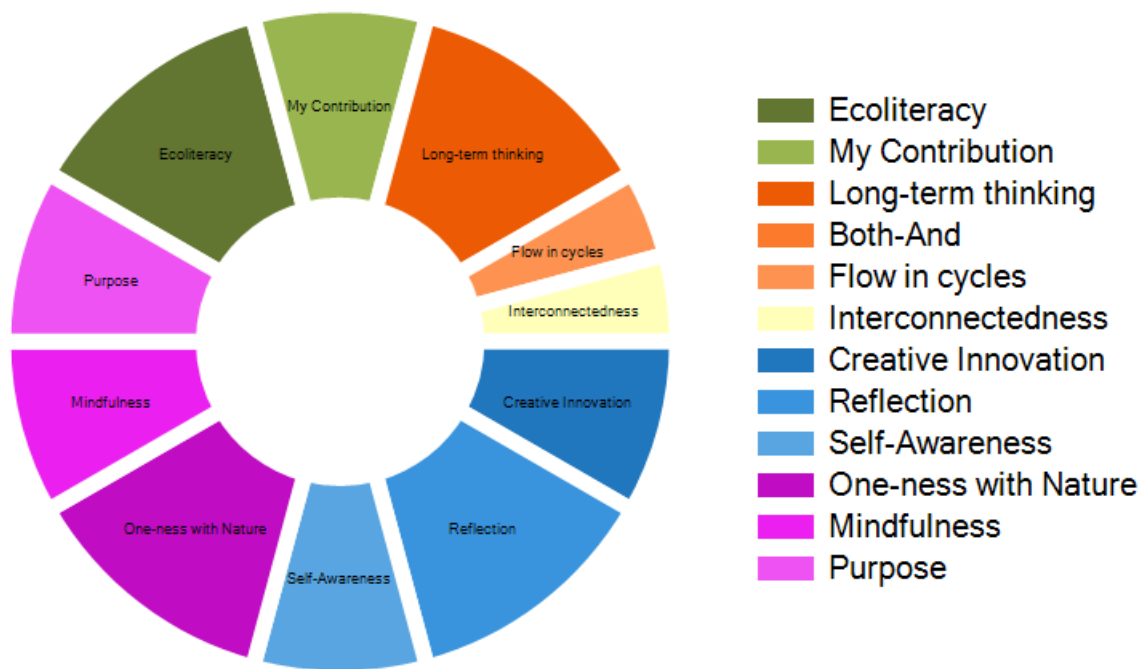 My Contribution
Ecoliteracy
Long-term thinking
Flow in cycles
Purpose
Interconnectedness
Mindfulness
Creative Innovation
One-ness with Nature
Reflection
Self-Awareness
Ecoliteracy
My Contribution
Long-term thinking
Both-And
Flow in cycles
Interconnectedness
Creative Innovation
Reflection
Self-Awareness
One-ness with Nature
Mindfulness
Purpose